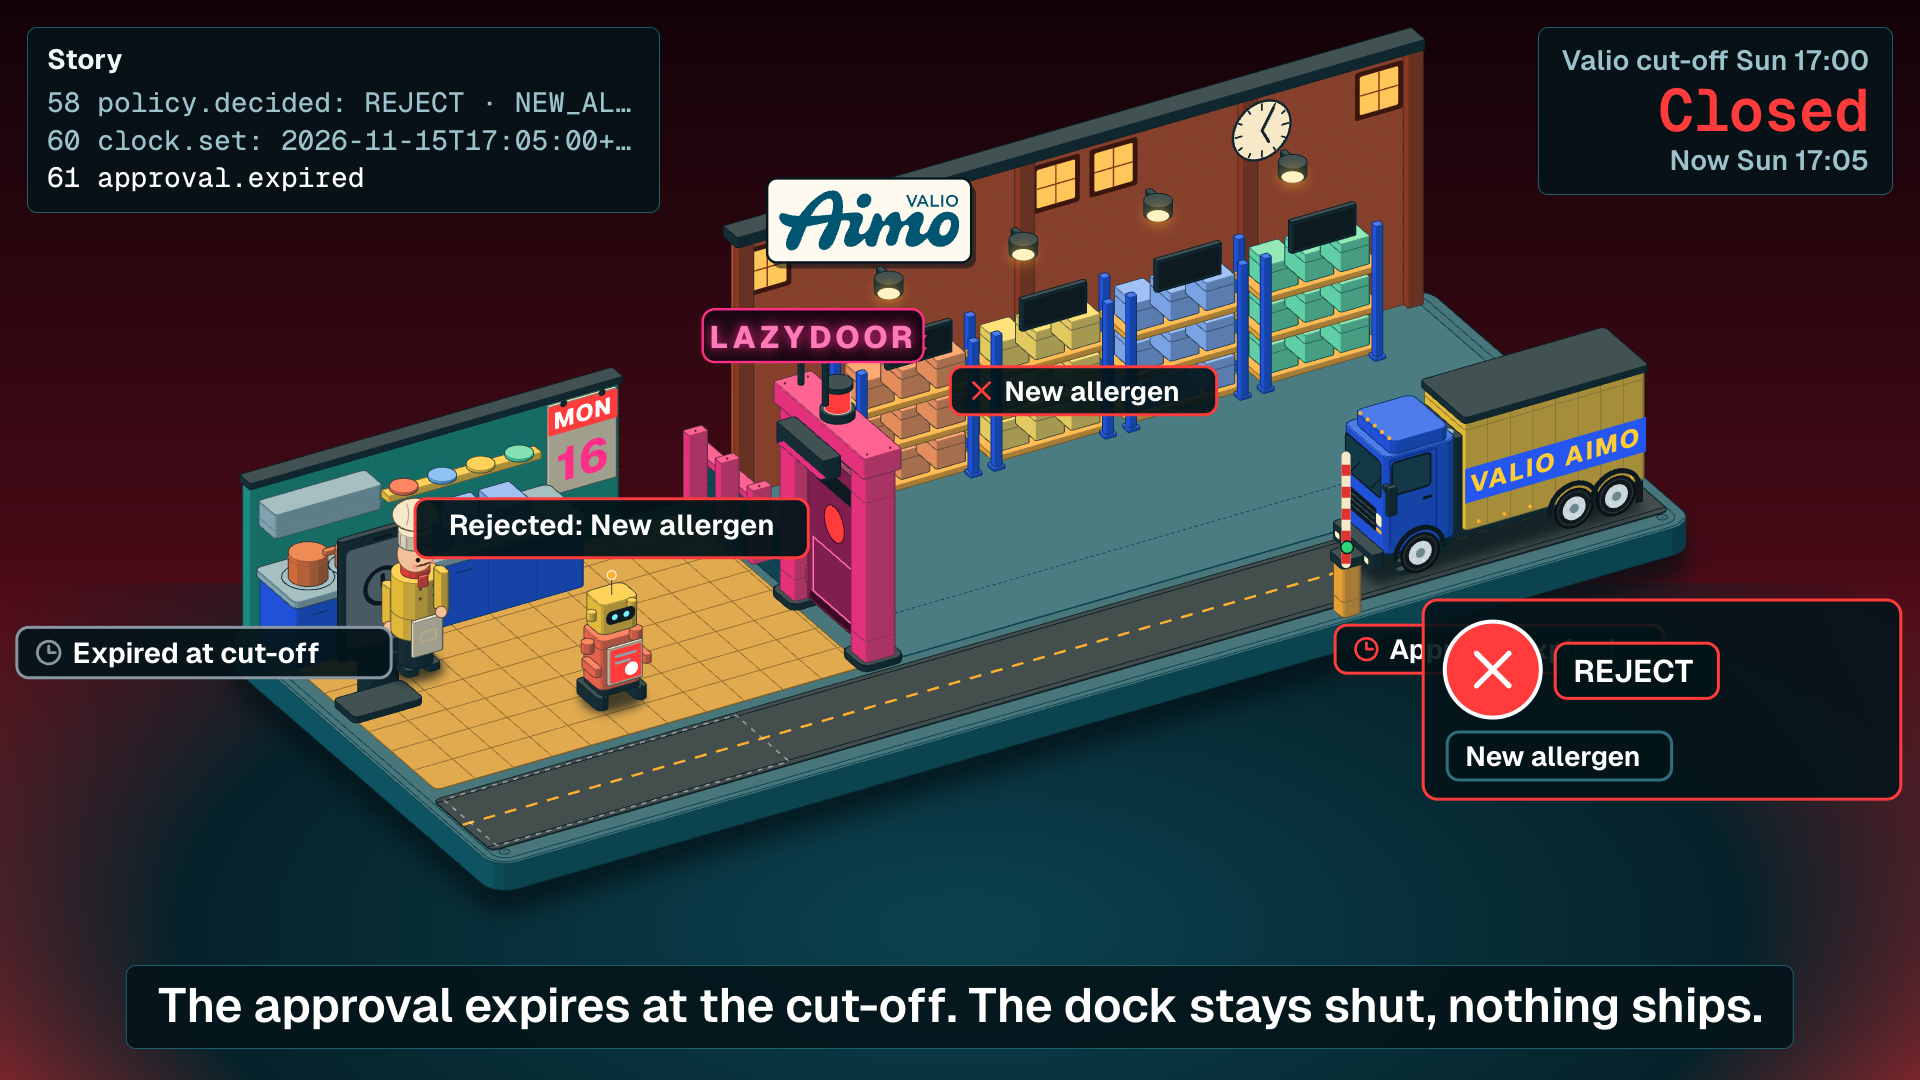 Story
58 policy.decided: REJECT · NEW_AL…
60 clock.set: 2026-11-15T17:05:00+…
61 approval.expired
Valio cut-off Sun 17:00
Closed
Now Sun 17:05
VALIO
Aimo
LAZYDOOR
New allergen
MON
16
VALIO AIMO
Rejected: New allergen
Expired at cut-off
REJECT
New allergen
The approval expires at the cut-off. The dock stays shut, nothing ships.